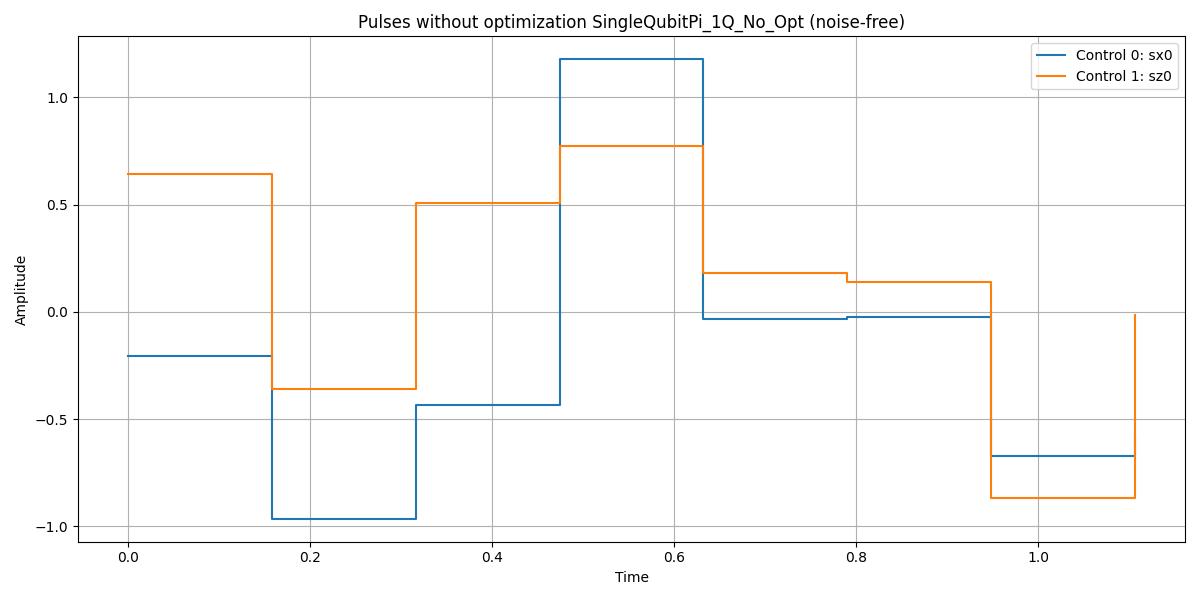 Pulses without optimization SingleQubitPi_1Q_No_Opt (noise-free)
Control 0: sx0
Control 1: sz0
Amplitude
1.0
0.5
0.0
−0.5
−1.0
0.0 0.2 0.4 0.6 0.8 1.0
Time